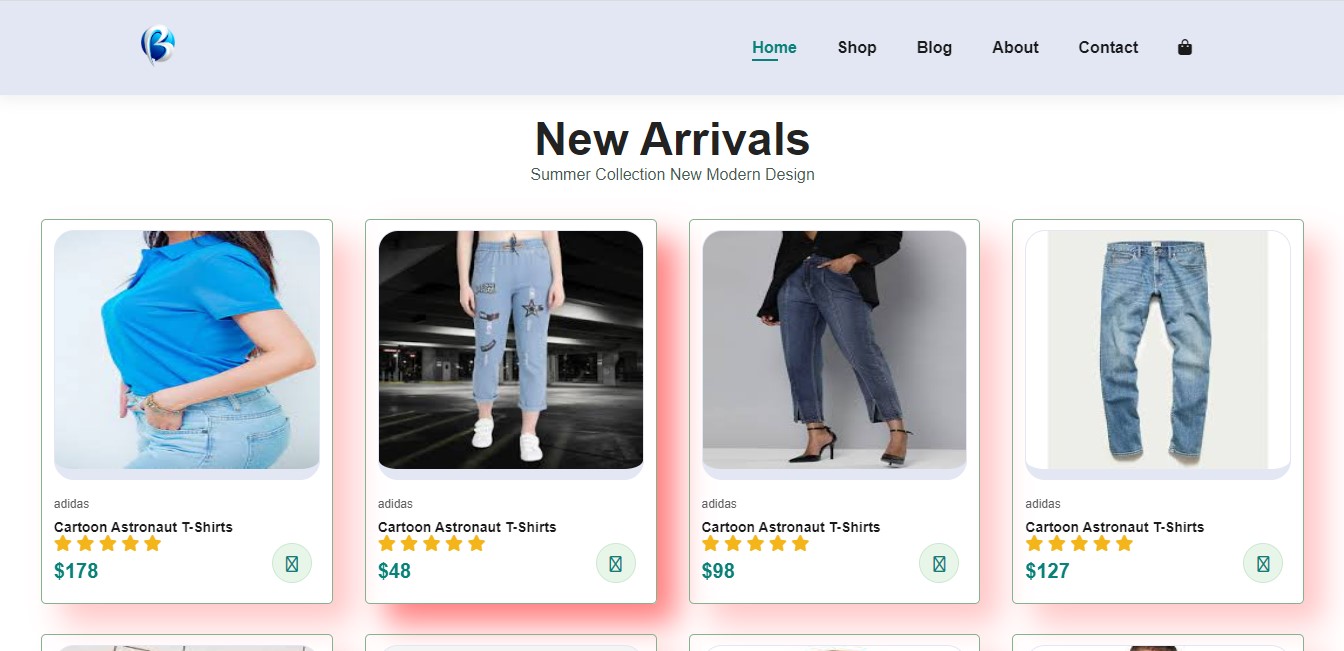 Home Shop Blog About Contact
New Arrivals
Summer Collection New Modern Design
adidas
Cartoon Astronaut T-Shirts
$178
adidas
Cartoon Astronaut T-Shirts
$48
adidas
Cartoon Astronaut T-Shirts
$98
adidas
Cartoon Astronaut T-Shirts
$127